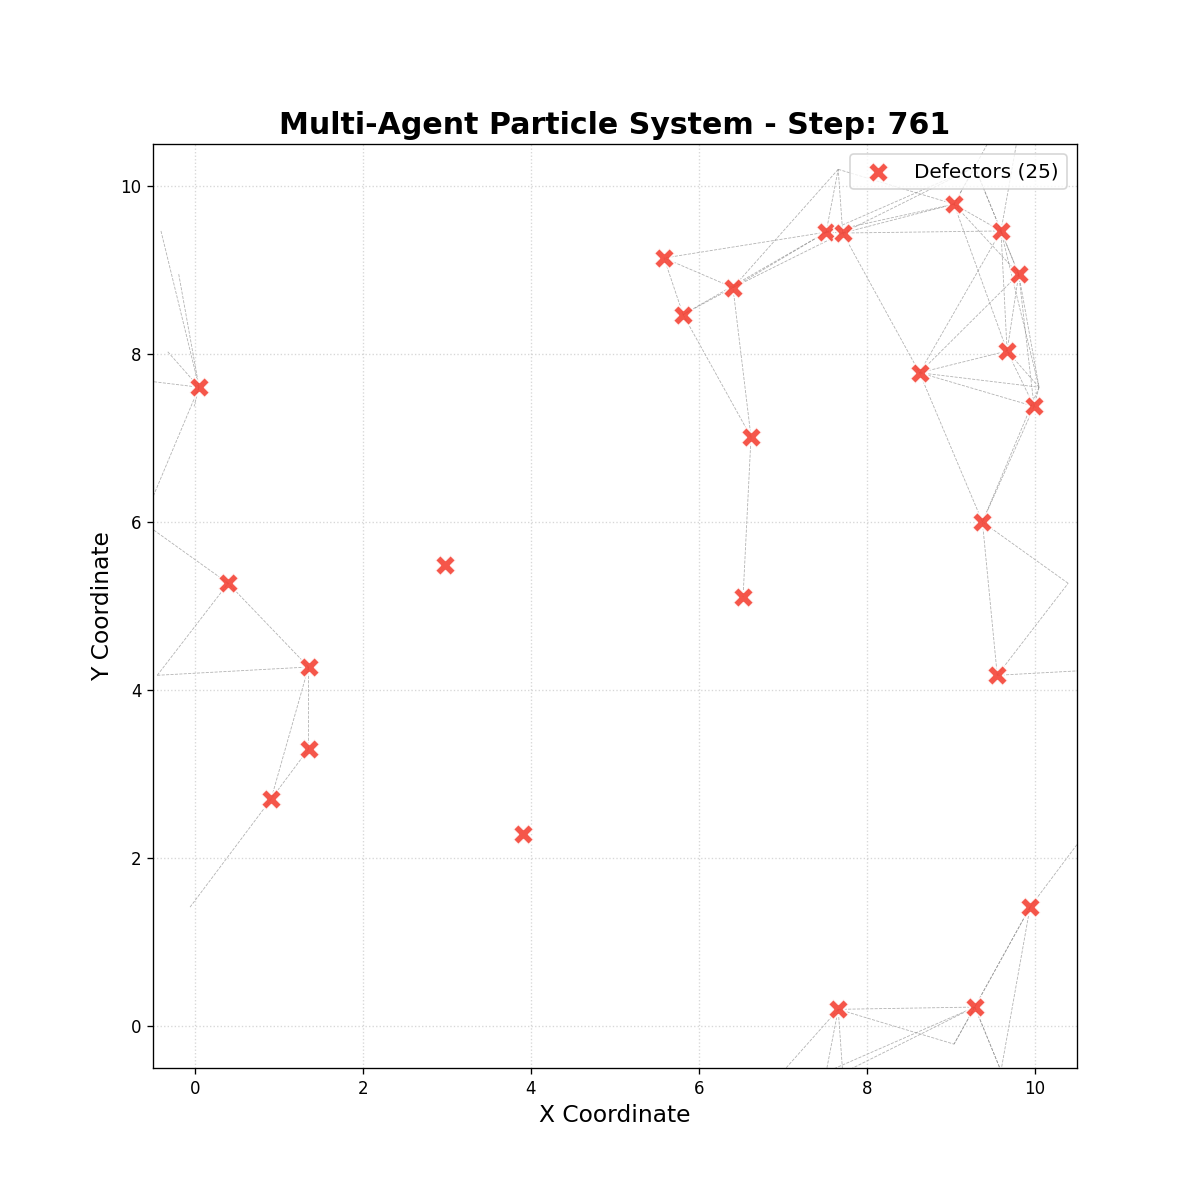 Multi-Agent Particle System - Step: 761
Defectors (25)
10
8
6
4
2
0
Y Coordinate
0 2 4 6 8 10
X Coordinate